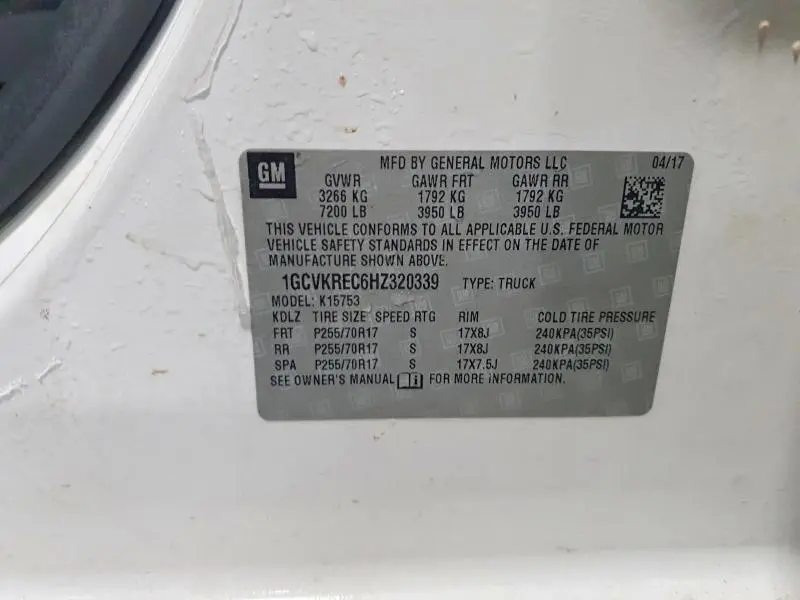 GM
MFD BY GENERAL MOTORS LLC 04/17
GVWR GAWR FRT GAWR RR
3266 KG 1792 KG 1792 KG
7200 LB 3950 LB 3950 LB
THIS VEHICLE CONFORMS TO ALL APPLICABLE U.S. FEDERAL MOTOR
VEHICLE SAFETY STANDARDS IN EFFECT ON THE DATE OF
MANUFACTURE SHOWN ABOVE.
1GCVKREC6HZ320339 TYPE: TRUCK
MODEL: K15753
KDLZ TIRE SIZE SPEED RTG RIM COLD TIRE PRESSURE
FRT P255/70R17 S 17X8J 240KPA(35PSI)
RR P255/70R17 S 17X8J 240KPA(35PSI)
SPA P255/70R17 S 17X7.5J 240KPA(35PSI)
SEE OWNER'S MANUAL FOR MORE INFORMATION.